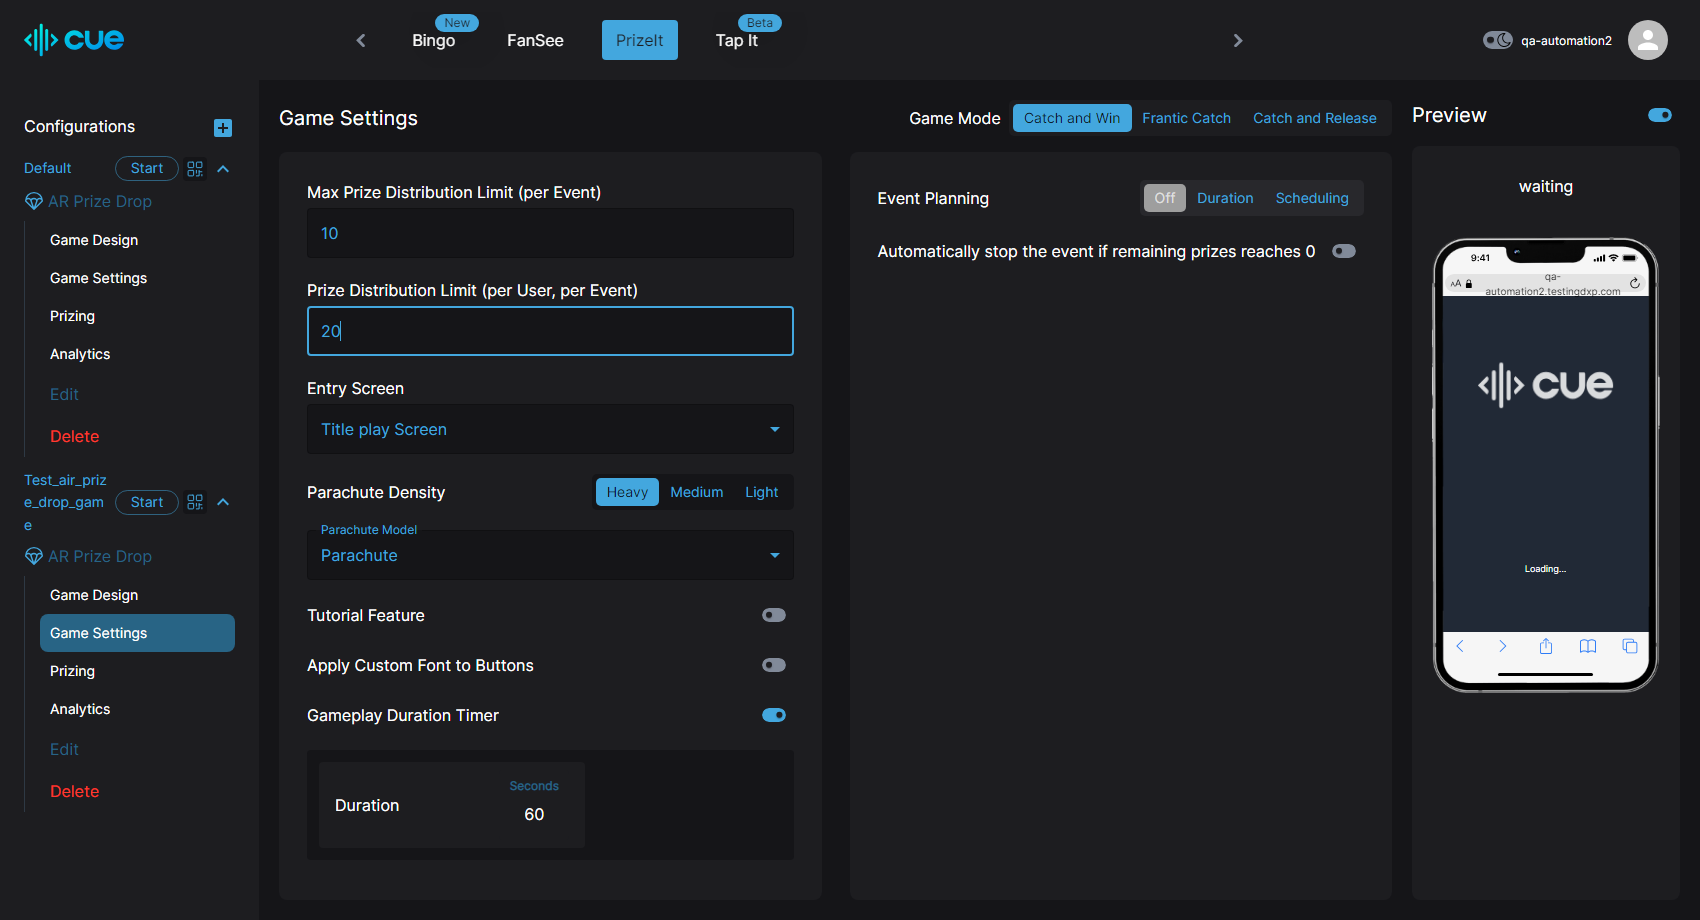 cue
New
Bingo
FanSee
PrizeIt
Beta
Tap It
qa-automation2
Configurations
Default
Start
AR Prize Drop
Game Design
Game Settings
Prizing
Analytics
Edit
Delete
Test_air_priz
e_drop_gam
e
Start
AR Prize Drop
Game Design
Game Settings
Prizing
Analytics
Edit
Delete
Game Settings
Game Mode
Catch and Win
Frantic Catch
Catch and Release
Max Prize Distribution Limit (per Event)
10
Prize Distribution Limit (per User, per Event)
20
Entry Screen
Title play Screen
Parachute Density
Heavy
Medium
Light
Parachute Model
Parachute
Tutorial Feature
Apply Custom Font to Buttons
Gameplay Duration Timer
Duration
Seconds
60
Event Planning
Off
Duration
Scheduling
Automatically stop the event if remaining prizes reaches 0
Preview
waiting
9:41
AA
qa-
automation2.testingdxp.com
cue
Loading...